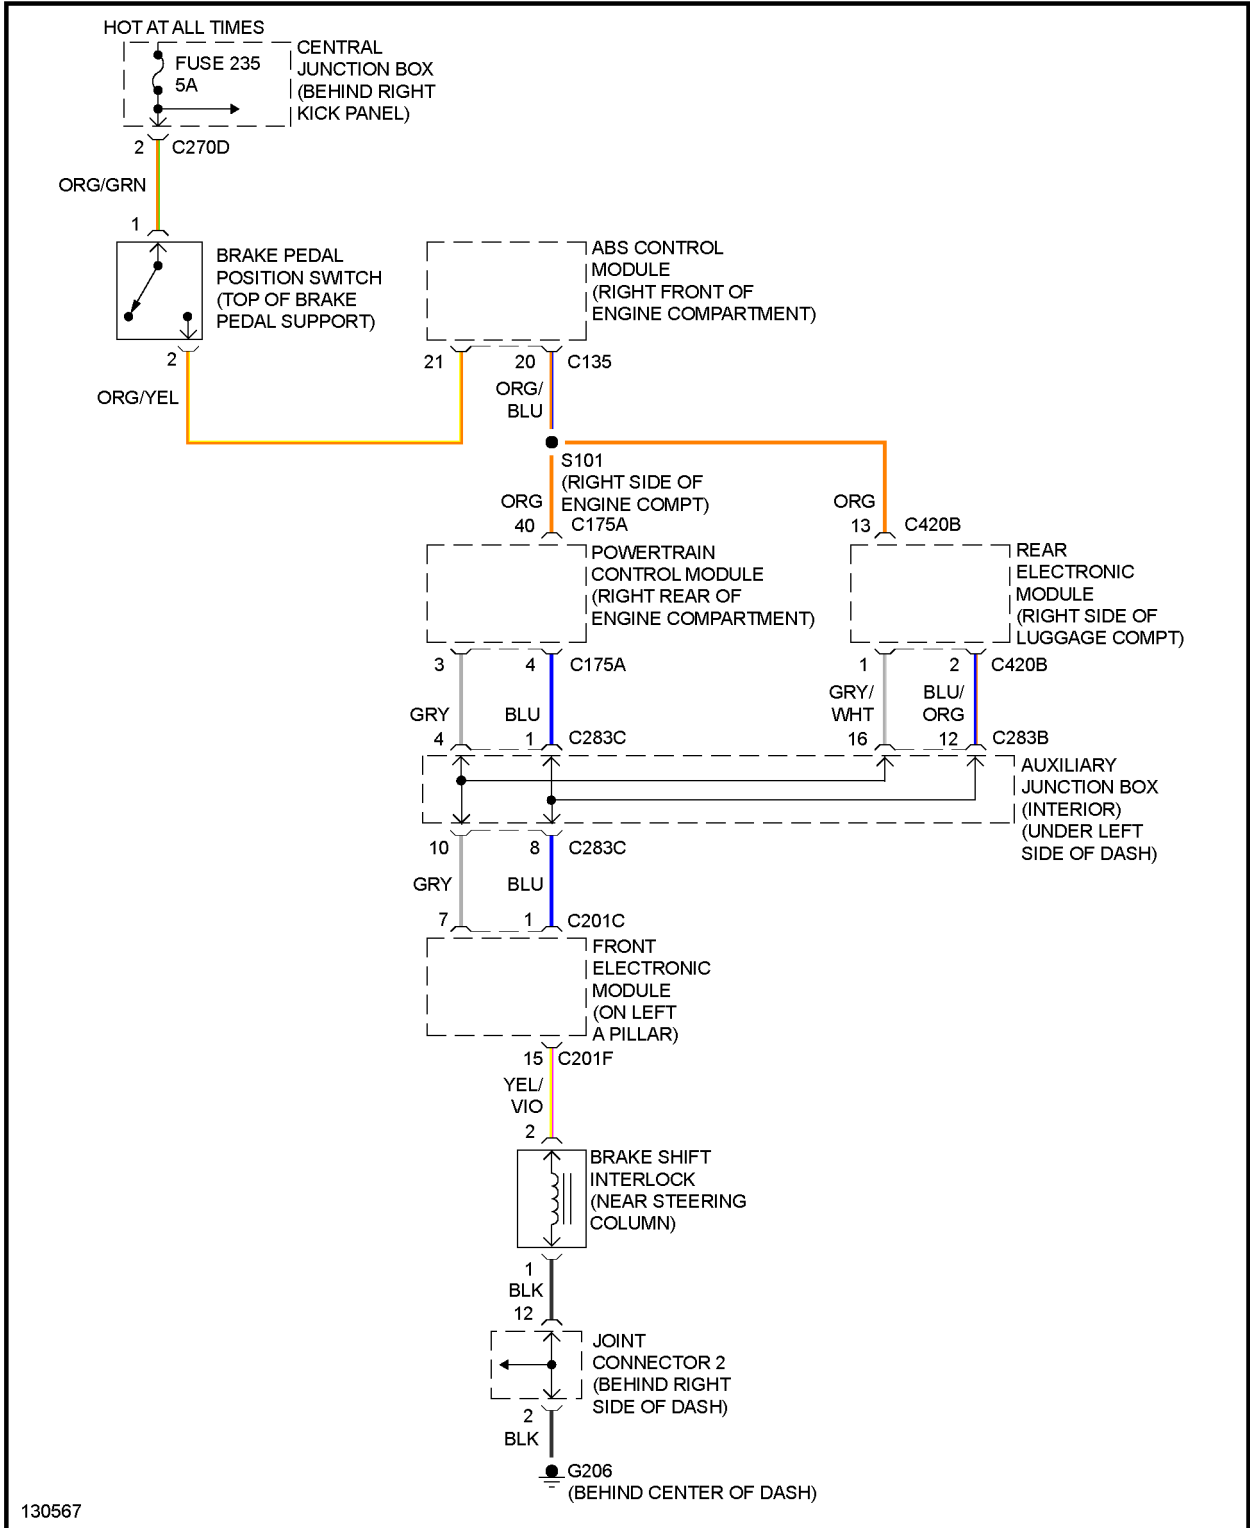 HOT AT ALL TIMES
FUSE 235
5A
CENTRAL
JUNCTION BOX
(BEHIND RIGHT
KICK PANEL)
2 C270D
ORG/GRN
1
BRAKE PEDAL
POSITION SWITCH
(TOP OF BRAKE
PEDAL SUPPORT)
2
ORG/YEL
ABS CONTROL
MODULE
(RIGHT FRONT OF
ENGINE COMPARTMENT)
21 20 C135
ORG/
BLU
S101
(RIGHT SIDE OF
ENGINE COMPT)
ORG
40 C175A
ORG
13 C420B
POWERTRAIN
CONTROL MODULE
(RIGHT REAR OF
ENGINE COMPARTMENT)
REAR
ELECTRONIC
MODULE
(RIGHT SIDE OF
LUGGAGE COMPT)
3 4 C175A
1 2 C420B
GRY BLU
GRY/
WHT
BLU/
ORG
4 1 C283C
16 12 C283B
AUXILIARY
JUNCTION BOX
(INTERIOR)
(UNDER LEFT
SIDE OF DASH)
10 8 C283C
GRY BLU
7 1 C201C
FRONT
ELECTRONIC
MODULE
(ON LEFT
A PILLAR)
15 C201F
YEL/
VIO
2
BRAKE SHIFT
INTERLOCK
(NEAR STEERING
COLUMN)
1
BLK
12
JOINT
CONNECTOR 2
(BEHIND RIGHT
SIDE OF DASH)
2
BLK
G206
(BEHIND CENTER OF DASH)
130567